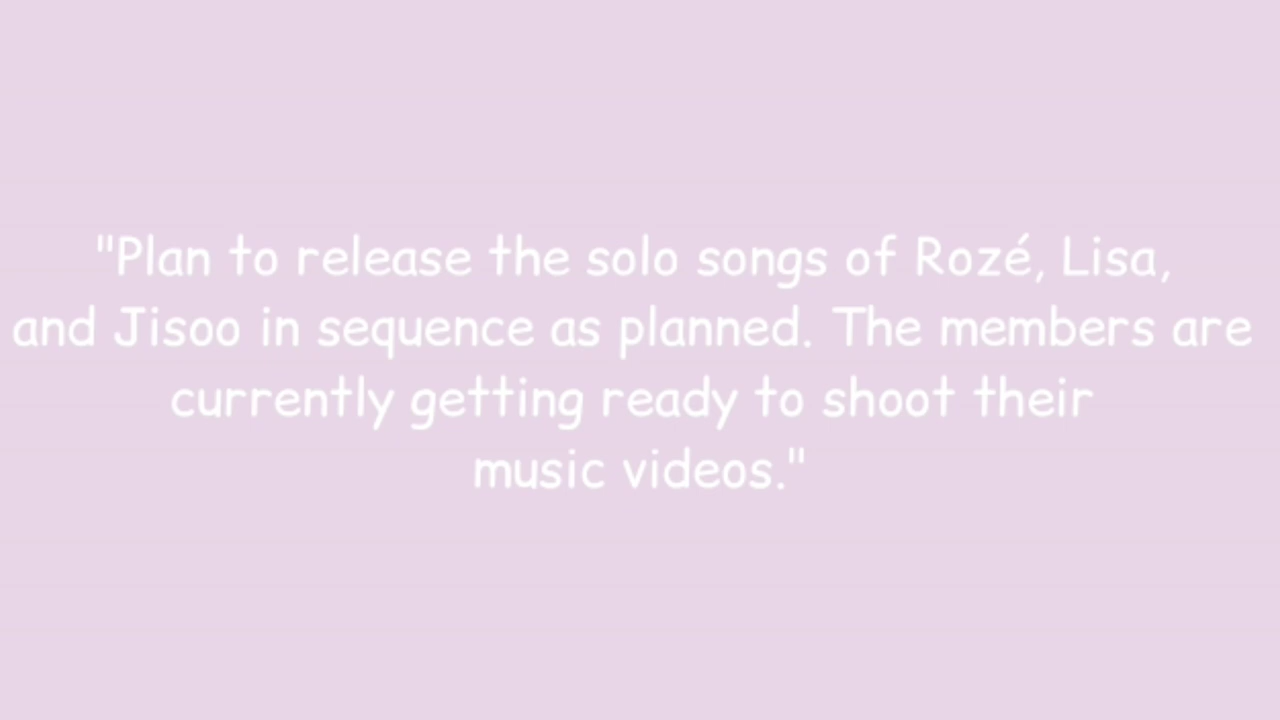 "Plan to release the solo songs of Rozé, Lisa,
and Jisoo in sequence as planned. The members are
currently getting ready to shoot their
music videos."